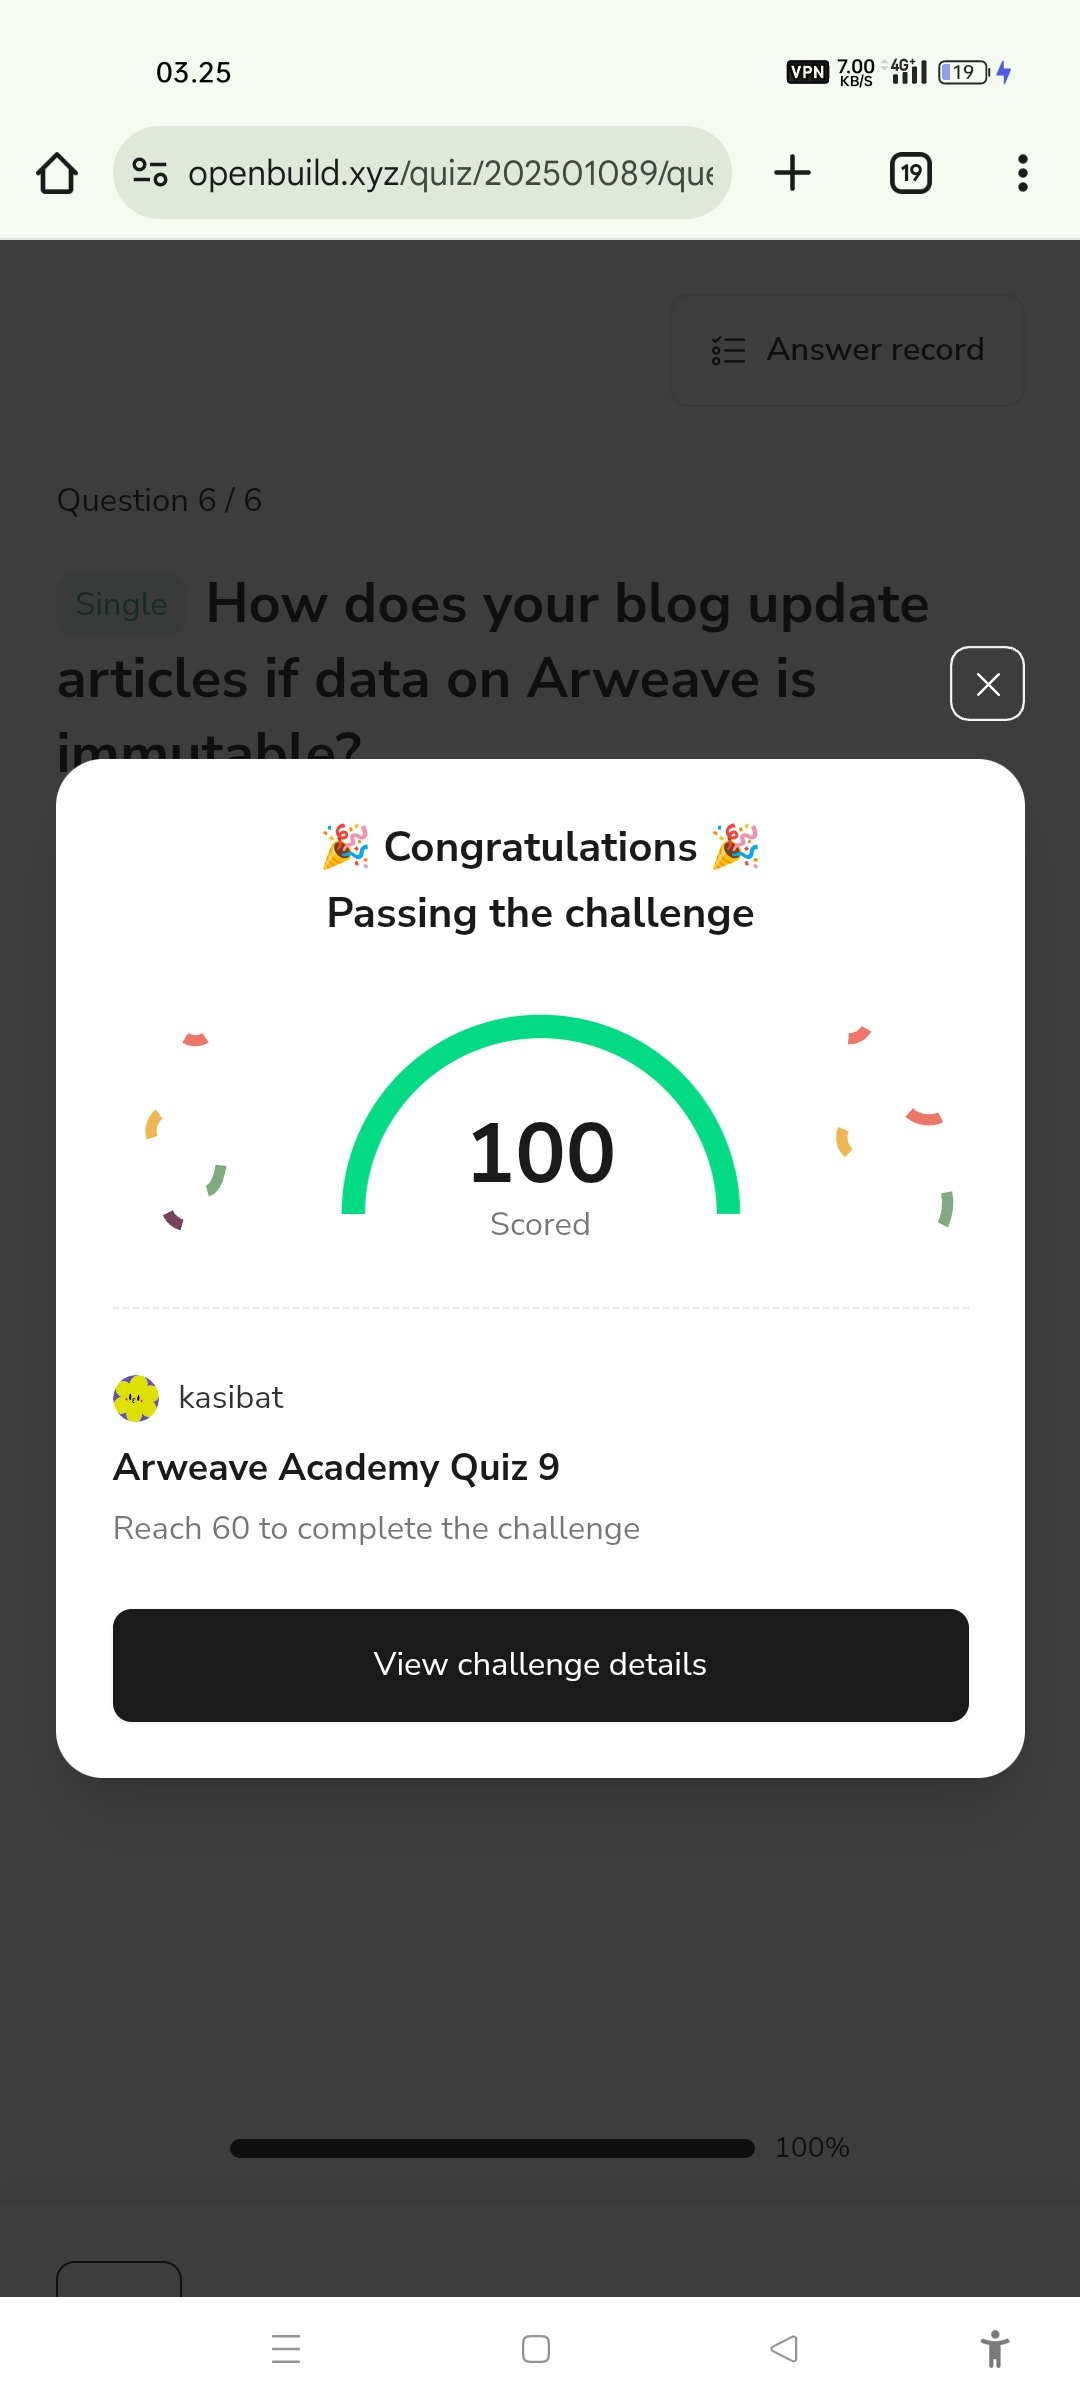 03.25
VPN 7.00 KB/S 4G+ 19
openbuild.xyz/quiz/202501089/que
19
Answer record
Question 6 / 6
Single How does your blog update
articles if data on Arweave is
immutable?
🎉 Congratulations 🎉
Passing the challenge
100
Scored
kasibat
Arweave Academy Quiz 9
Reach 60 to complete the challenge
View challenge details
100%